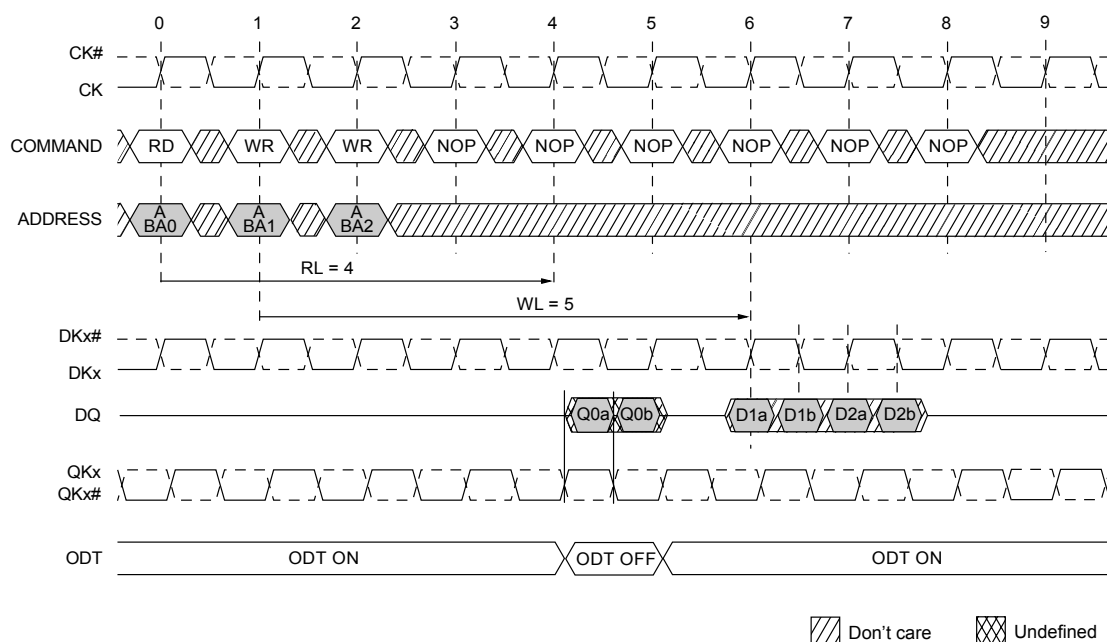 0 1 2 3 4 5 6 7 8 9
CK#
CK
COMMAND RD WR WR NOP NOP NOP NOP NOP NOP
ADDRESS A BA0 A BA1 A BA2
RL = 4
WL = 5
DKx#
DKx
DQ Q0a Q0b D1a D1b D2a D2b
QKx
QKx#
ODT ODT ON ODT OFF ODT ON
Don't care Undefined